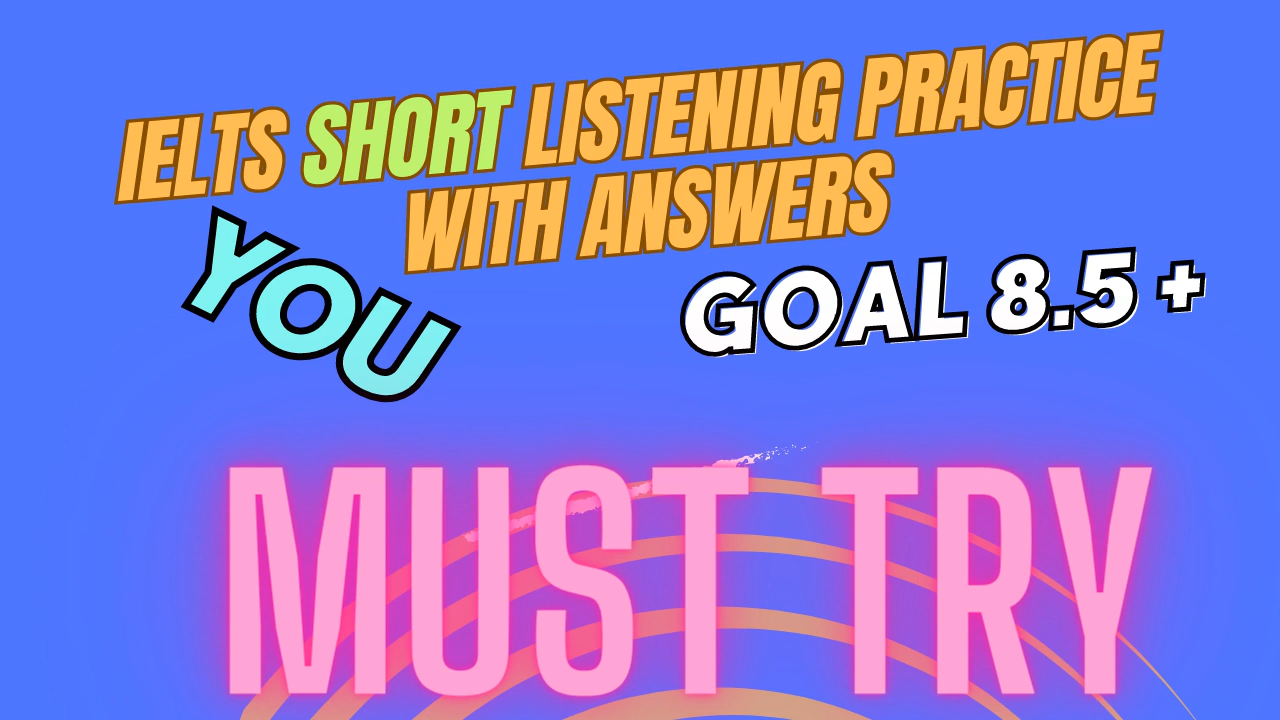 IELTS SHORT LISTENING PRACTICE
WITH ANSWERS
YOU
GOAL 8.5 +
MUST TRY